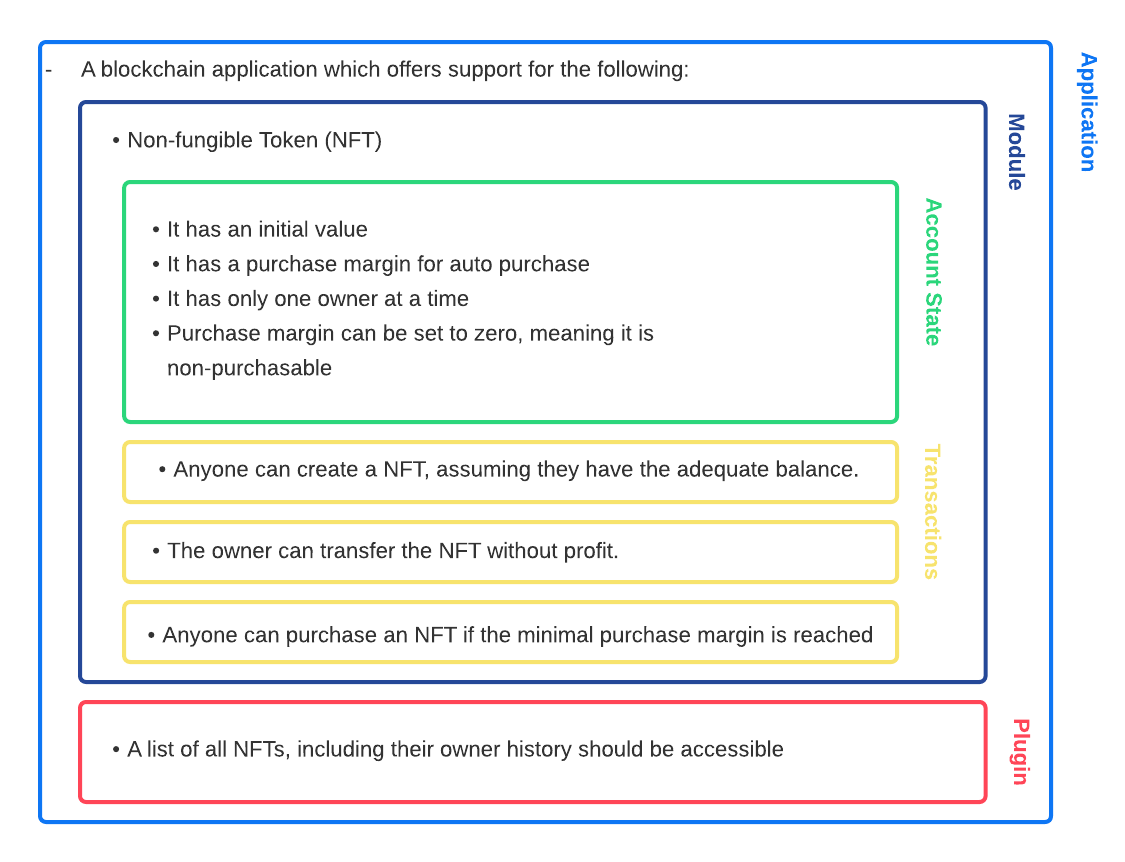 - A blockchain application which offers support for the following:
Application
Module
• Non-fungible Token (NFT)
Account State
• It has an initial value
• It has a purchase margin for auto purchase
• It has only one owner at a time
• Purchase margin can be set to zero, meaning it is
non-purchasable
Transactions
• Anyone can create a NFT, assuming they have the adequate balance.
• The owner can transfer the NFT without profit.
• Anyone can purchase an NFT if the minimal purchase margin is reached
Plugin
• A list of all NFTs, including their owner history should be accessible